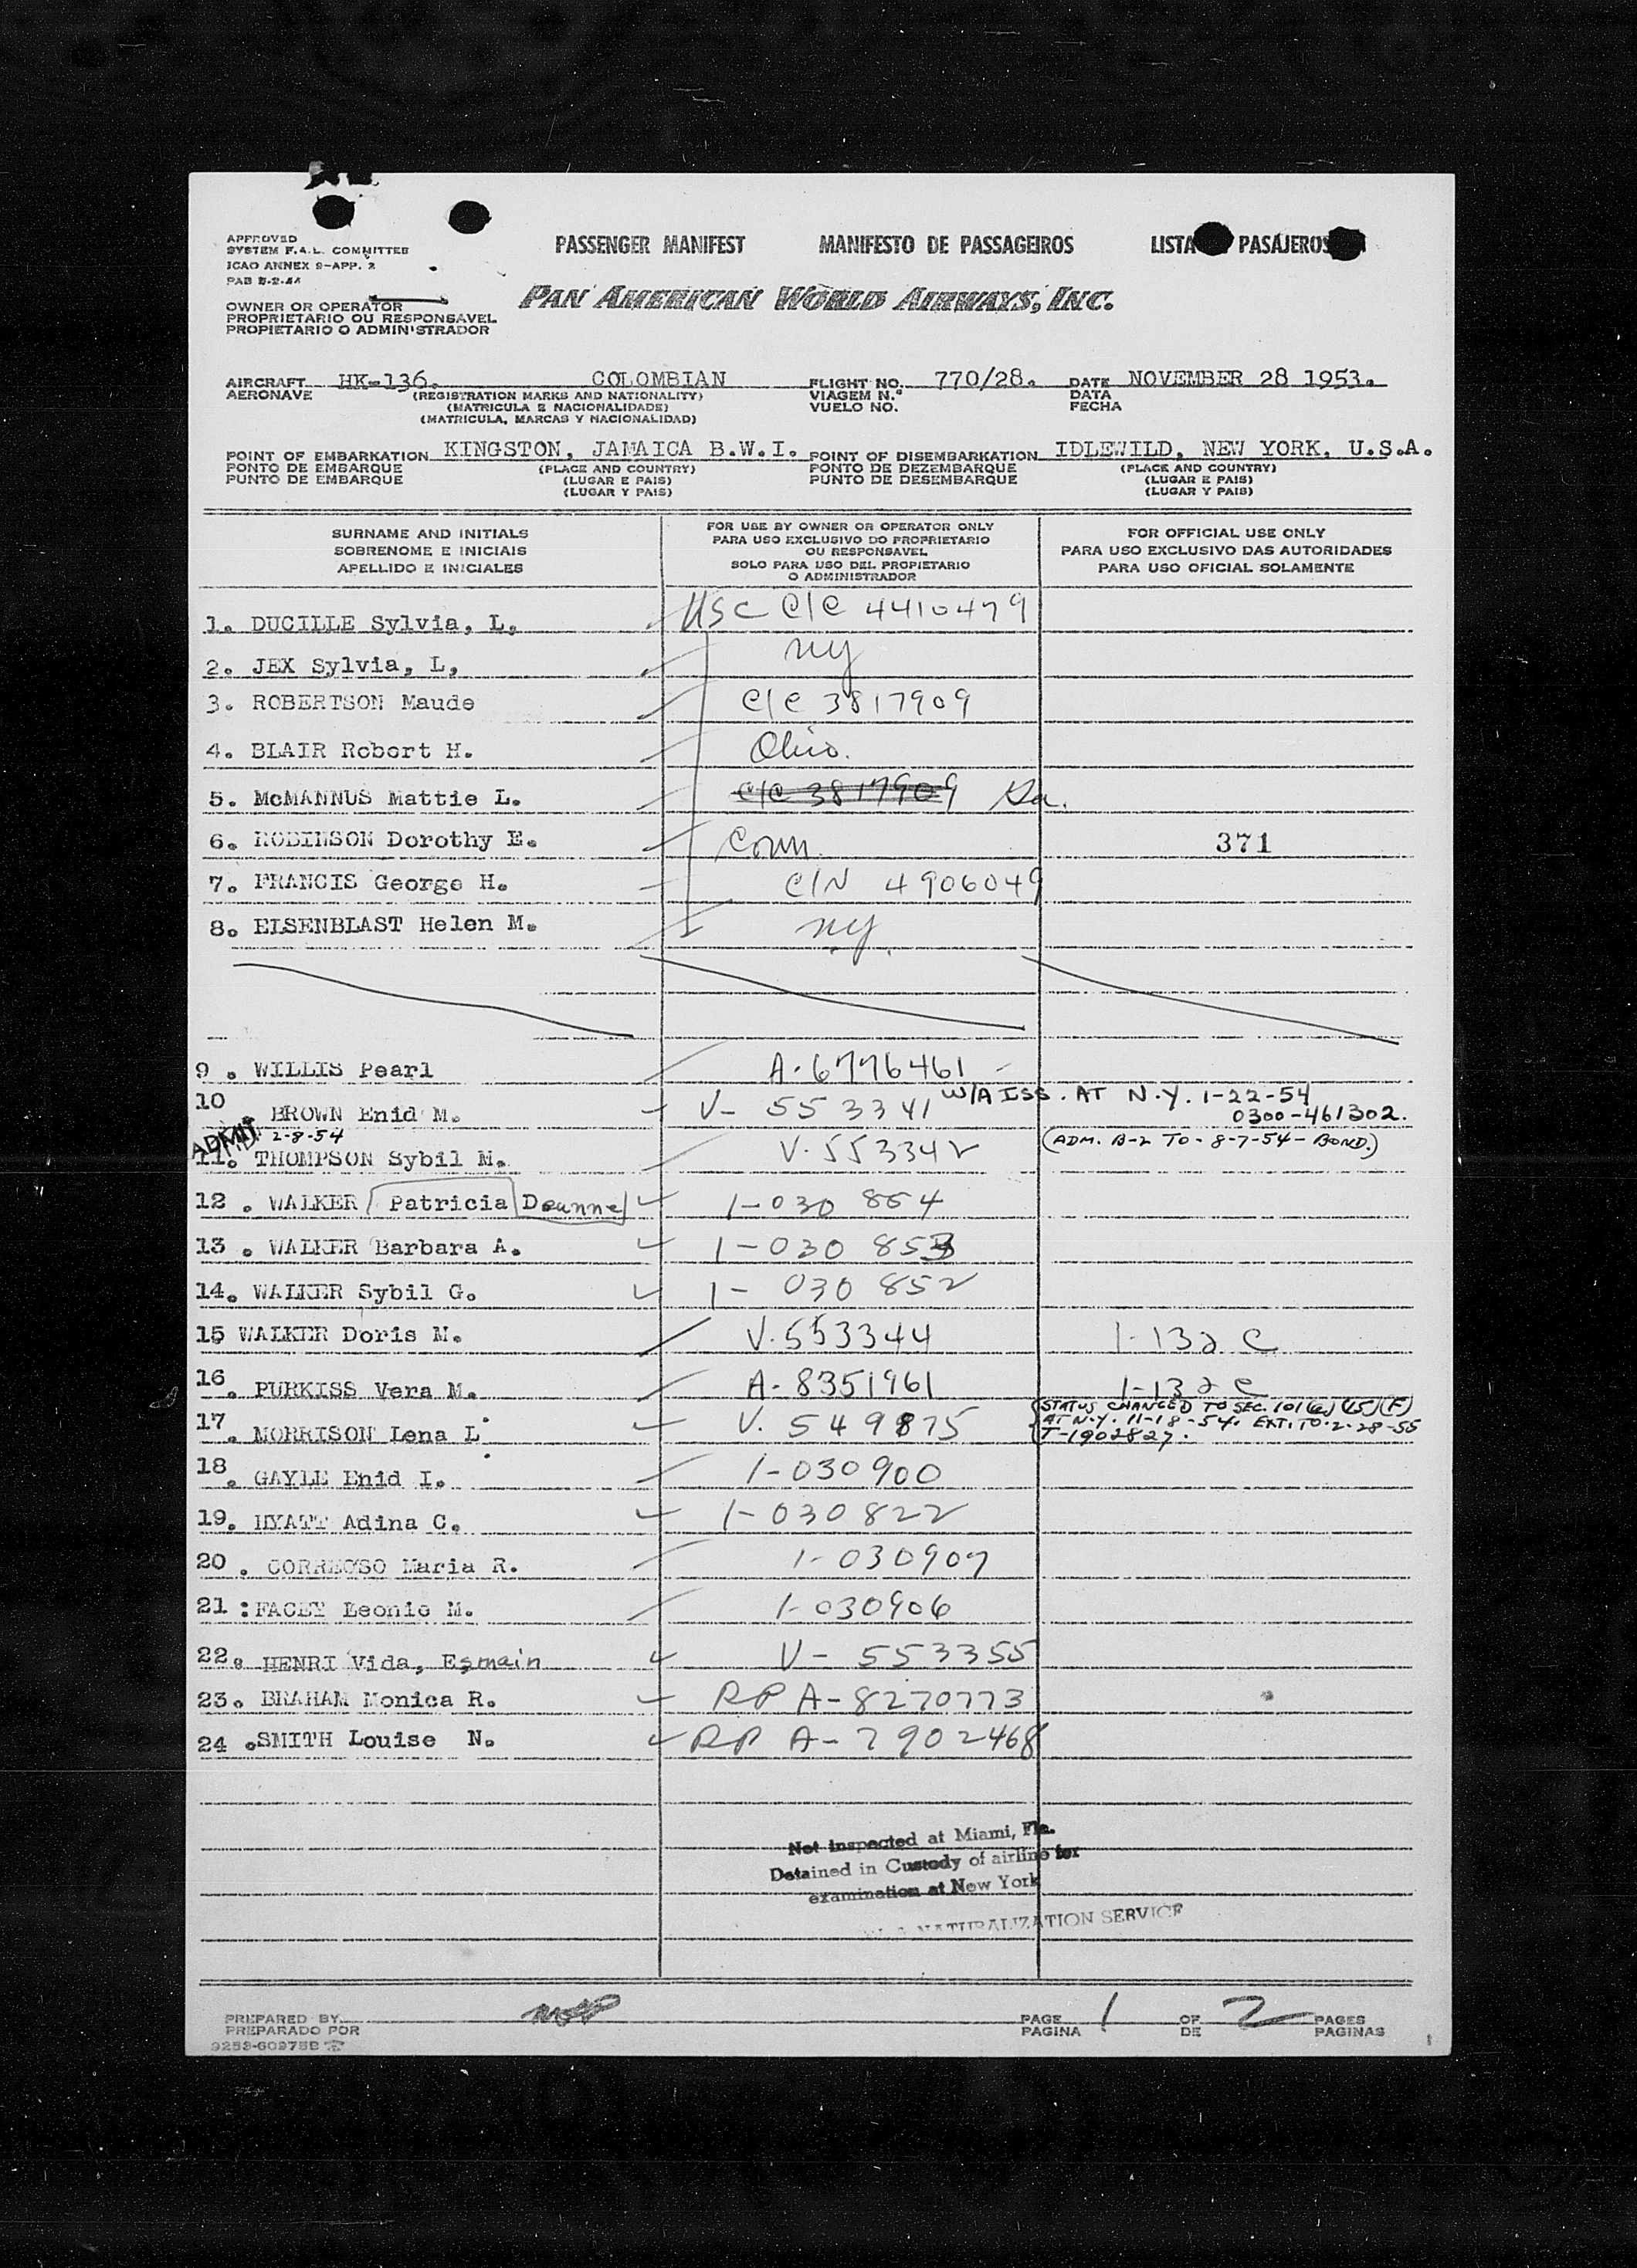 APPROVED
SYSTEM F.A.L. COMMITTEE
ICAO ANNEX 9-APP. 2
PASSENGER MANIFEST MANIFESTO DE PASSAGEIROS LISTA PASAJEROS
PAN AMERICAN WORLD AIRWAYS, INC.
OWNER OR OPERATOR
PROPRIETARIO OU RESPONSAVEL
PROPIETARIO O ADMINISTRADOR
AIRCRAFT HK-136. COLOMBIAN FLIGHT NO. 770/28. DATE NOVEMBER 28 1953.
AERONAVE (REGISTRATION MARKS AND NATIONALITY) VIAGEM N.º DATA
(MATRICULA E NACIONALIDADE) VUELO NO. FECHA
(MATRICULA, MARCAS Y NACIONALIDAD)
POINT OF EMBARKATION KINGSTON, JAMAICA B.W.I. POINT OF DISEMBARKATION IDLEWILD, NEW YORK, U.S.A.
PONTO DE EMBARQUE (PLACE AND COUNTRY) PONTO DE DEZEMBARQUE (PLACE AND COUNTRY)
PUNTO DE EMBARQUE (LUGAR E PAIS) PUNTO DE DESEMBARQUE (LUGAR E PAIS)
(LUGAR Y PAIS) (LUGAR Y PAIS)
SURNAME AND INITIALS
SOBRENOME E INICIAIS
APELLIDO E INICIALES
FOR USE BY OWNER OR OPERATOR ONLY
PARA USO EXCLUSIVO DO PROPRIETARIO
OU RESPONSAVEL
SOLO PARA USO DEL PROPIETARIO
O ADMINISTRADOR
FOR OFFICIAL USE ONLY
PARA USO EXCLUSIVO DAS AUTORIDADES
PARA USO OFICIAL SOLAMENTE
1. DUCILLE Sylvia, L, USC C/C 4410479
2. JEX Sylvia, L, NY
3. ROBERTSON Maude C/C 3817909
4. BLAIR Robert H. Ohio.
5. McMANNUS Mattie L. C/C 3817909
6. ROBINSON Dorothy E. Conn. 371
7. FRANCIS George H. C/N 4906049
8. EISENBLAST Helen M. NY.
9. WILLIS Pearl A-6776461
10 BROWN Enid M. V- 553341 W/A ISS. AT N.Y. 1-22-54
0300-461302.
ADMIT 2-8-54 (ADM. B-2 TO - 8-7-54 - BOND.)
11. THOMPSON Sybil M. V.553342
12. WALKER Patricia Deanne 1-030 854
13. WALKER Barbara A. 1-030 853
14. WALKER Sybil G. 1- 030 852
15 WALKER Doris M. V.553344 1-132 C
16. PURKISS Vera M. A-8351961 1-132 C
17. MORRISON Lena L V. 549875 (STATUS CHANGED TO SEC. 101(a)(15)(F)
AT N.Y. 11-18-54. EXT. TO. 2-28-55
T-1902827.
18. GAYLE Enid I. 1-030900
19. HYATT Adina C. 1-030822
20. CORREOSO Maria R. 1-030907
21: FACEY Leonie M. 1-030906
22. HENRI Vida, Esmain V- 553355
23. BRAHAM Monica R. RP A-8270773
24. SMITH Louise N. RP A-7902468
Not Inspected at Miami, Fla.
Detained in Custody of airline for
examination at New York
NATURALIZATION SERVICE
PREPARED BY PAGE 1 OF 2 PAGES
PREPARADO POR PAGINA DE PAGINAS
9253-60975B